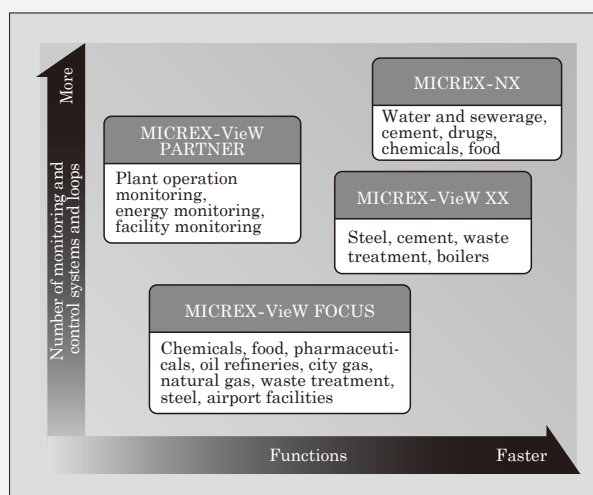 More
Number of monitoring and
control systems and loops
MICREX-NX
Water and sewerage,
cement, drugs,
chemicals, food
MICREX-VieW
PARTNER
Plant operation
monitoring,
energy monitoring,
facility monitoring
MICREX-VieW XX
Steel, cement, waste
treatment, boilers
MICREX-VieW FOCUS
Chemicals, food, pharmaceuti-
cals, oil refineries, city gas,
natural gas, waste treatment,
steel, airport facilities
Functions
Faster